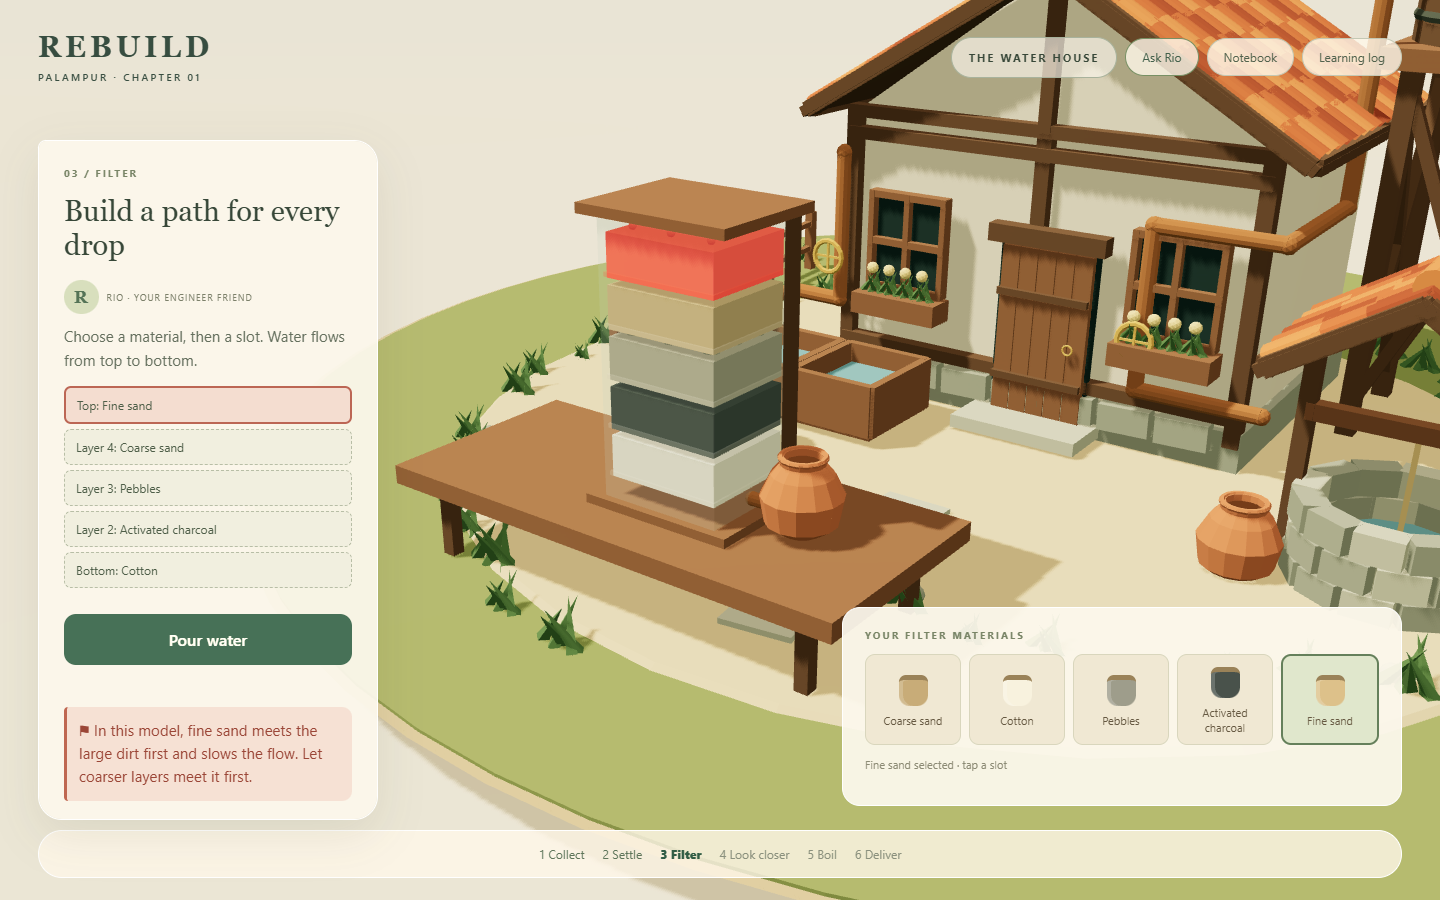 REBUILD
PALAMPUR · CHAPTER 01
THE WATER HOUSE
Ask Rio
Notebook
Learning log
03 / FILTER
Build a path for every
drop
R
RIO · YOUR ENGINEER FRIEND
Choose a material, then a slot. Water flows
from top to bottom.
Top: Fine sand
Layer 4: Coarse sand
Layer 3: Pebbles
Layer 2: Activated charcoal
Bottom: Cotton
Pour water
⚑ In this model, fine sand meets the
large dirt first and slows the flow. Let
coarser layers meet it first.
YOUR FILTER MATERIALS
Coarse sand
Cotton
Pebbles
Activated
charcoal
Fine sand
Fine sand selected · tap a slot
1 Collect 2 Settle 3 Filter 4 Look closer 5 Boil 6 Deliver